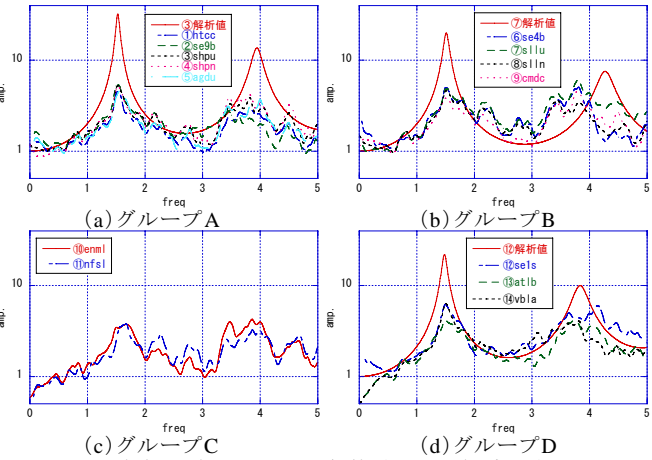 ③解析値
①htcc
②se9b
③shpu
④shpn
⑤agdu
10
1
amp.
0 1 2 3 4 5
freq
(a)グループA
⑦解析値
⑥se4b
⑦sllu
⑧slln
⑨cmdc
10
1
amp.
0 1 2 3 4 5
freq
(b)グループB
⑩enml
⑪nfsl
10
1
amp.
0 1 2 3 4 5
freq
(c)グループC
⑫解析値
⑫se1s
⑬atlb
⑭vbla
10
1
amp.
0 1 2 3 4 5
freq
(d)グループD